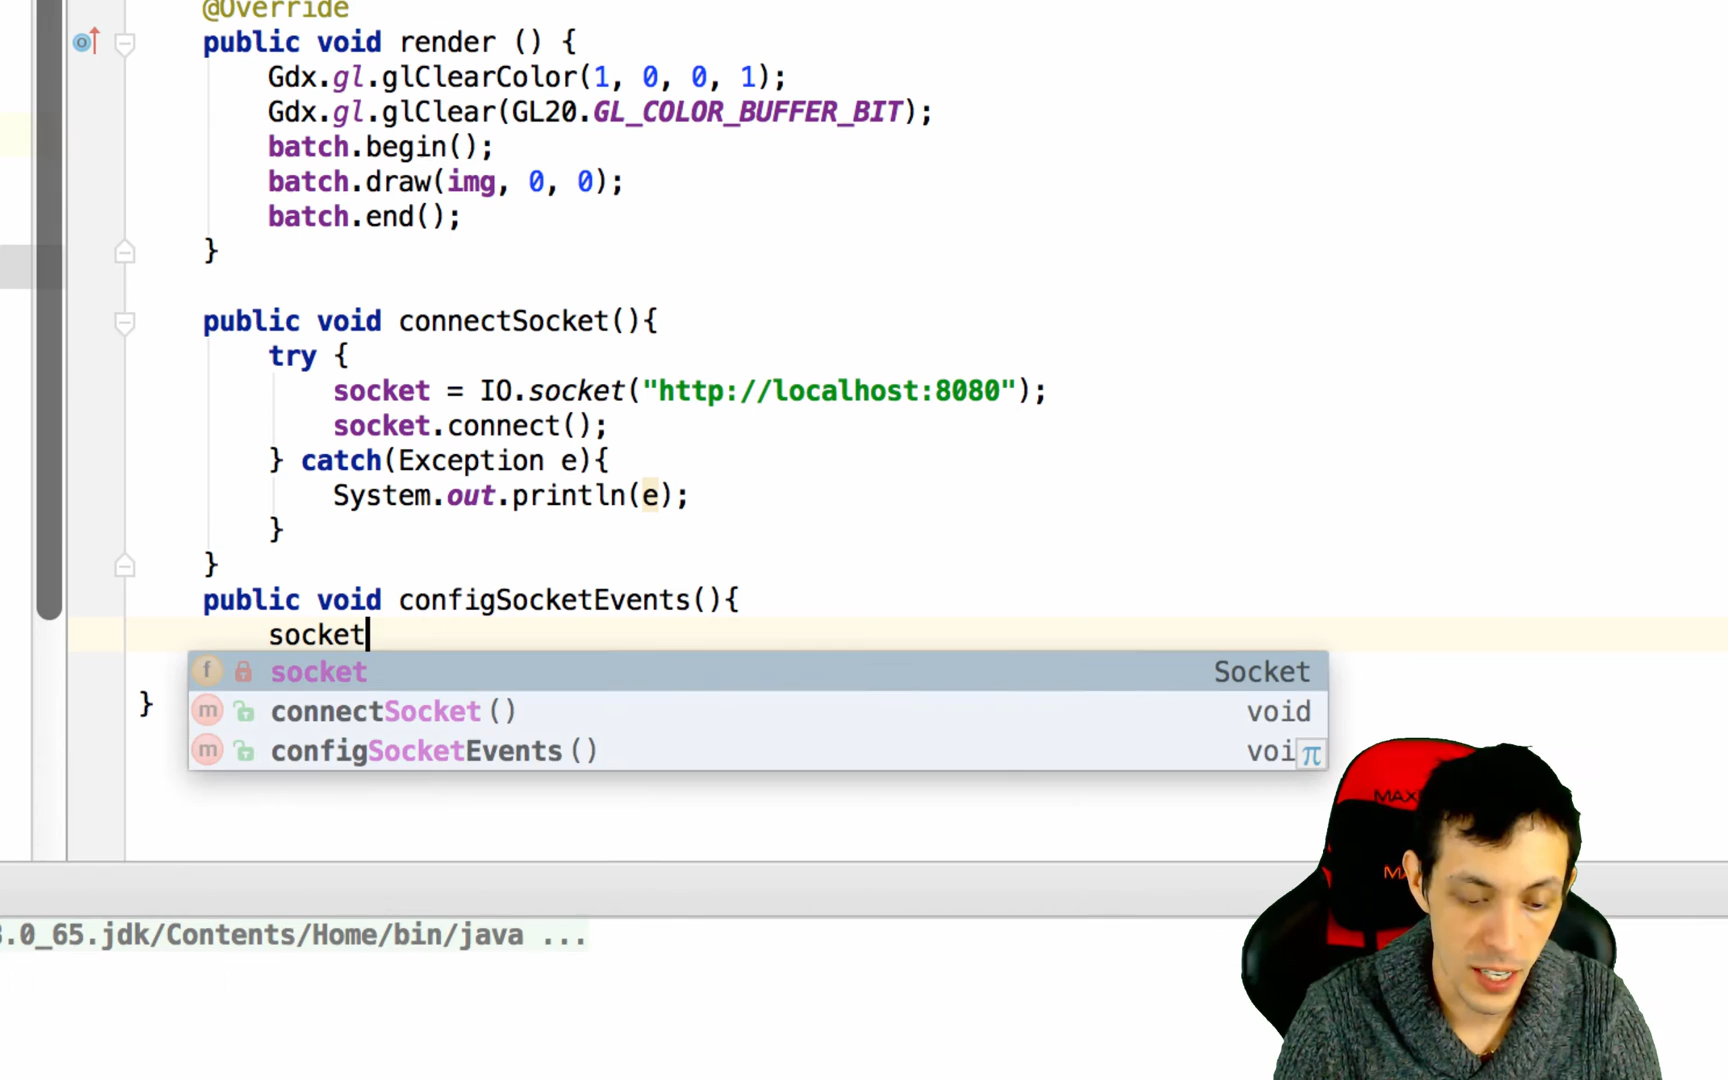 @Override
public void render () {
Gdx.gl.glClearColor(1, 0, 0, 1);
Gdx.gl.glClear(GL20.GL_COLOR_BUFFER_BIT);
batch.begin();
batch.draw(img, 0, 0);
batch.end();
}
public void connectSocket(){
try {
socket = IO.socket("http://localhost:8080");
socket.connect();
} catch(Exception e){
System.out.println(e);
}
}
public void configSocketEvents(){
socket
f socket Socket
m connectSocket() void
m configSocketEvents() voi π
}
.0_65.jdk/Contents/Home/bin/java ...